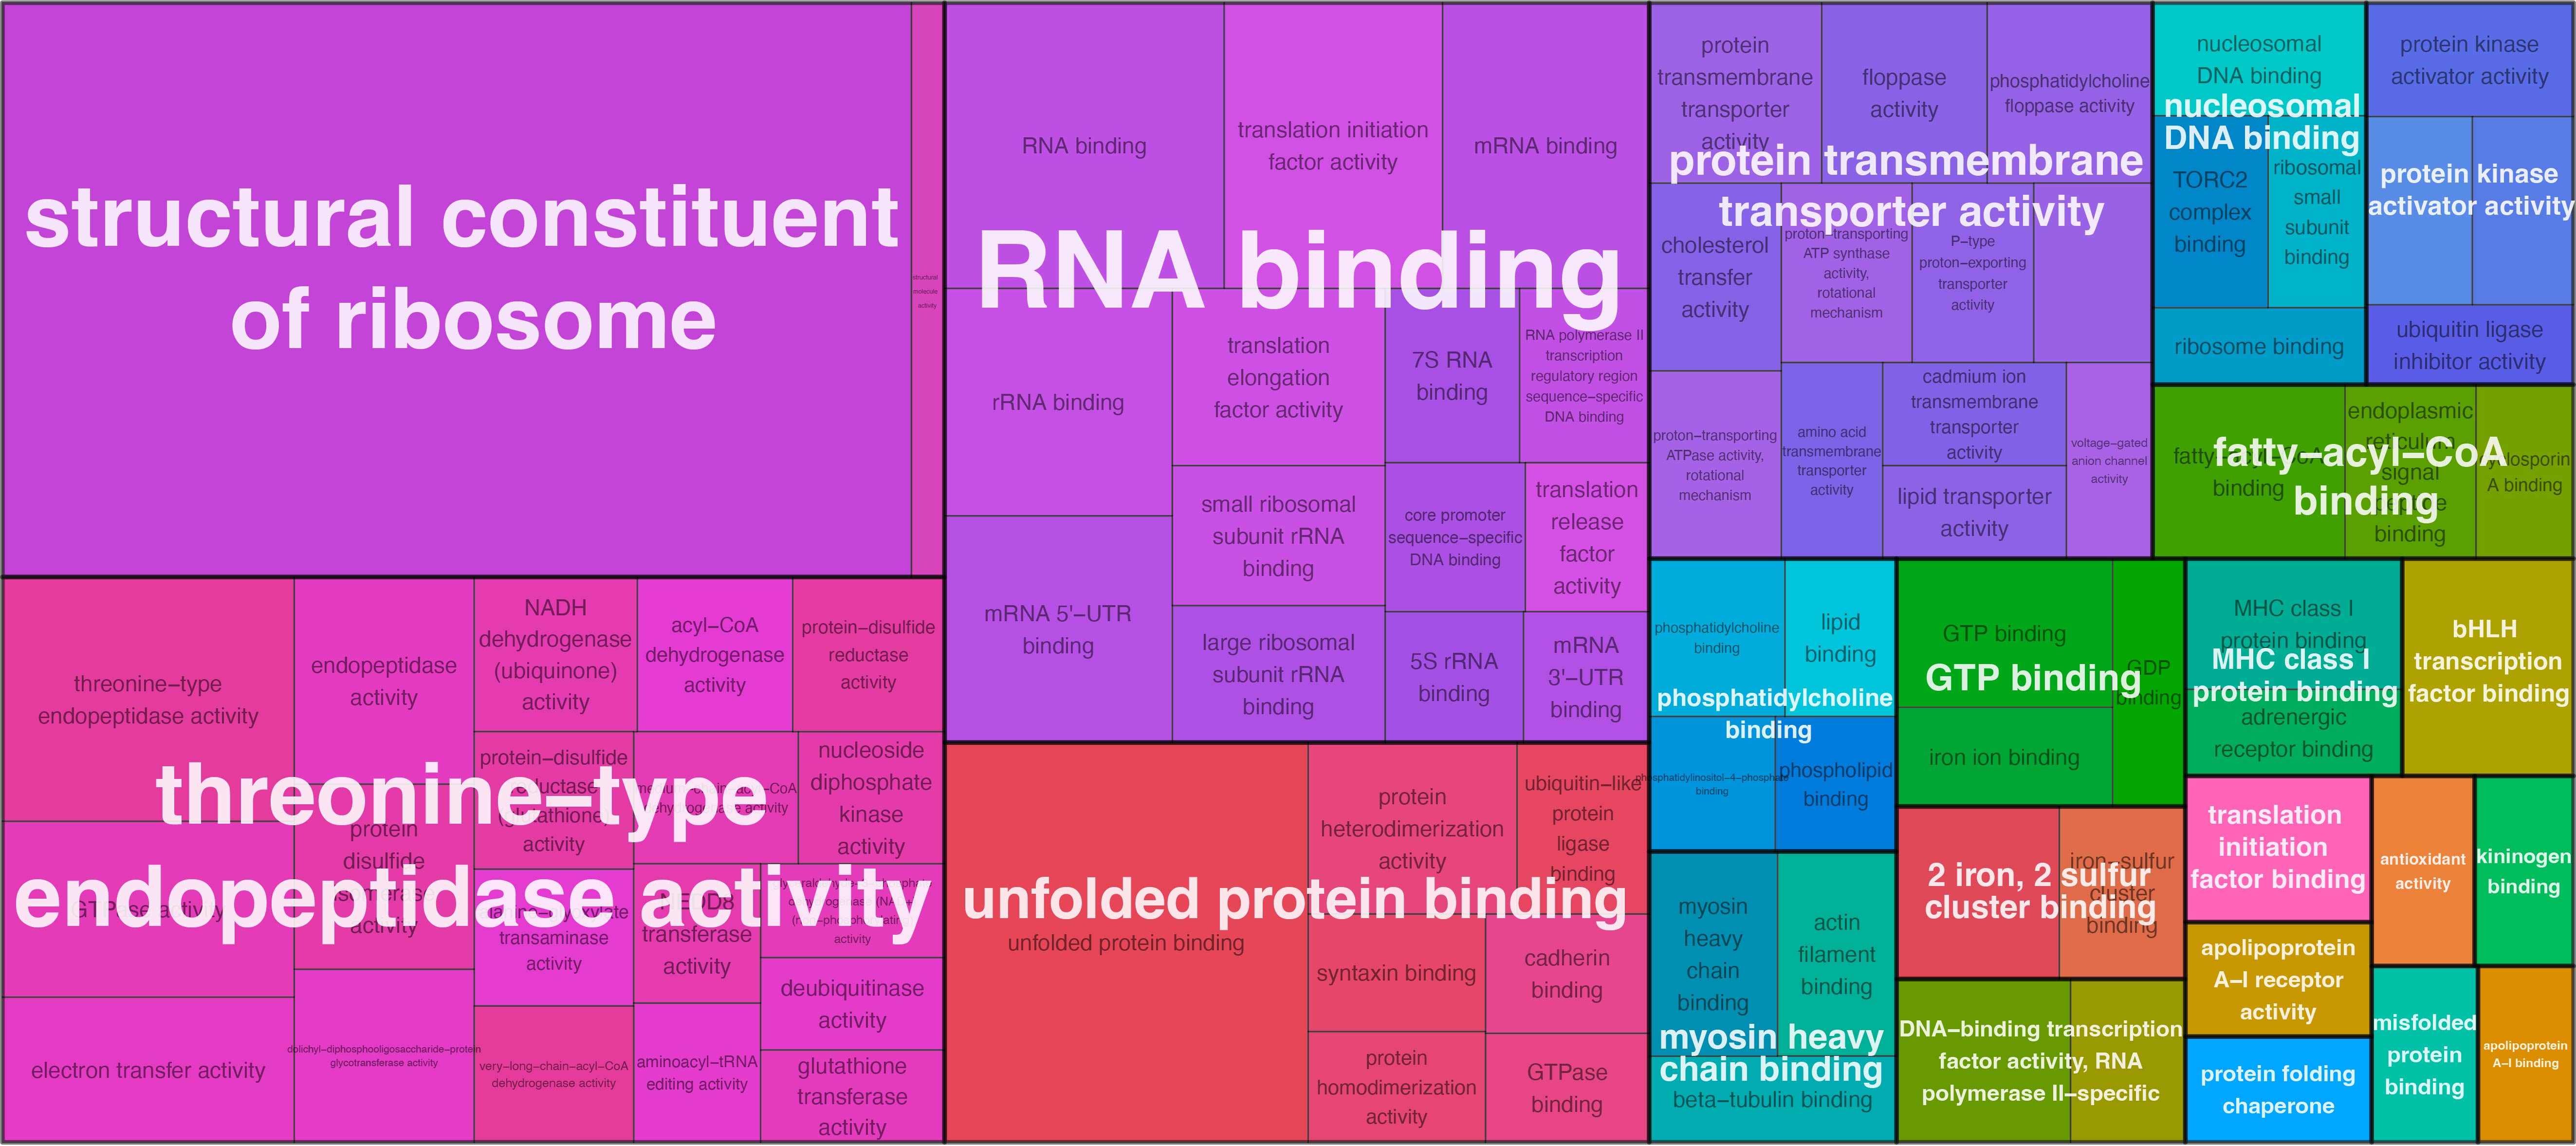 structural constituent
of ribosome
structural
molecule
activity
RNA binding
translation initiation
factor activity
mRNA binding
RNA binding
rRNA binding
translation
elongation
factor activity
7S RNA
binding
RNA polymerase II
transcription
regulatory region
sequence–specific
DNA binding
small ribosomal
subunit rRNA
binding
core promoter
sequence–specific
DNA binding
translation
release
factor
activity
mRNA 5'–UTR
binding
large ribosomal
subunit rRNA
binding
5S rRNA
binding
mRNA
3'–UTR
binding
protein
transmembrane
transporter
activity
floppase
activity
phosphatidylcholine
floppase activity
protein transmembrane
transporter activity
cholesterol
transfer
activity
proton–transporting
ATP synthase
activity,
rotational
mechanism
P–type
proton–exporting
transporter
activity
proton–transporting
ATPase activity,
rotational
mechanism
amino acid
transmembrane
transporter
activity
cadmium ion
transmembrane
transporter
activity
lipid transporter
activity
voltage–gated
anion channel
activity
nucleosomal
DNA binding
nucleosomal
DNA binding
TORC2
complex
binding
ribosomal
small
subunit
binding
ribosome binding
protein kinase
activator activity
protein kinase
activator activity
ubiquitin ligase
inhibitor activity
fatty–acyl–CoA
binding
endoplasmic
reticulum
signal
peptide
binding
cyclosporin
A binding
fatty–acyl–CoA
binding
threonine–type
endopeptidase activity
endopeptidase
activity
NADH
dehydrogenase
(ubiquinone)
activity
acyl–CoA
dehydrogenase
activity
protein–disulfide
reductase
activity
protein–disulfide
reductase
(glutathione)
activity
medium–chain–acyl–CoA
dehydrogenase activity
nucleoside
diphosphate
kinase
activity
threonine–type
endopeptidase activity
GTPase activity
protein
disulfide
isomerase
activity
alanine–glyoxylate
transaminase
activity
NEDD8
transferase
activity
activity
deubiquitinase
activity
electron transfer activity
dolichyl–diphosphooligosaccharide–protein
glycotransferase activity
very–long–chain–acyl–CoA
dehydrogenase activity
aminoacyl–tRNA
editing activity
glutathione
transferase
activity
unfolded protein binding
unfolded protein binding
protein
heterodimerization
activity
ubiquitin–like
protein
ligase
binding
syntaxin binding
cadherin
binding
protein
homodimerization
activity
GTPase
binding
phosphatidylcholine
binding
lipid
binding
phosphatidylcholine
binding
phosphatidylinositol–4–phosphate
binding
phospholipid
binding
myosin
heavy
chain
binding
actin
filament
binding
myosin heavy
chain binding
beta–tubulin binding
GTP binding
GTP binding
GDP
binding
iron ion binding
2 iron, 2 sulfur
cluster binding
iron–sulfur
cluster
binding
DNA–binding transcription
factor activity, RNA
polymerase II–specific
MHC class I
protein binding
MHC class I
protein binding
adrenergic
receptor binding
bHLH
transcription
factor binding
translation
initiation
factor binding
antioxidant
activity
kininogen
binding
apolipoprotein
A–I receptor
activity
protein folding
chaperone
misfolded
protein
binding
apolipoprotein
A–I binding